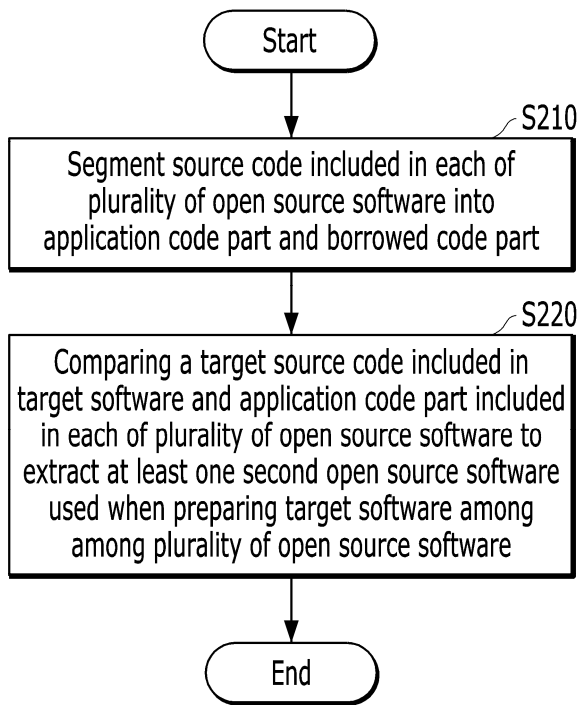 Start
S210
Segment source code included in each of
plurality of open source software into
application code part and borrowed code part
S220
Comparing a target source code included in
target software and application code part included
in each of plurality of open source software to
extract at least one second open source software
used when preparing target software among
among plurality of open source software
End